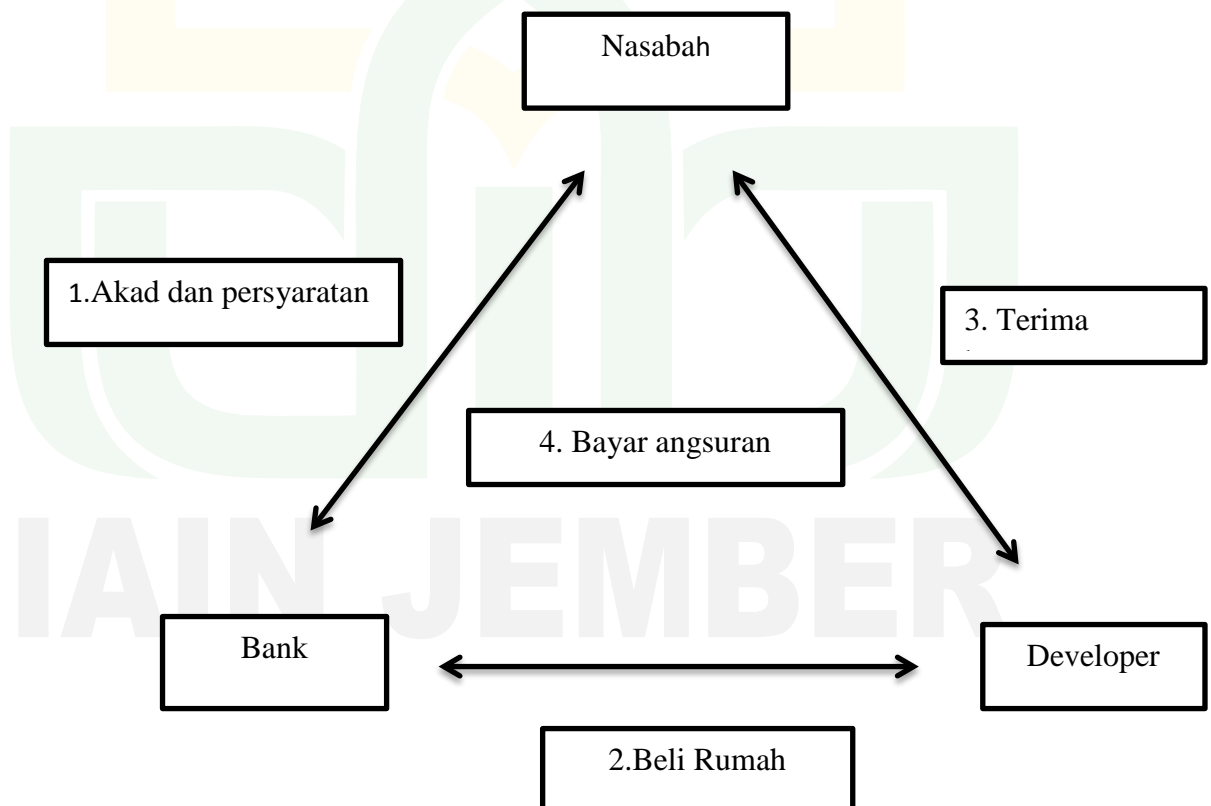 Nasabah
1.Akad dan persyaratan
3. Terima
4. Bayar angsuran
IAIN JEMBER
Bank
Developer
2.Beli Rumah